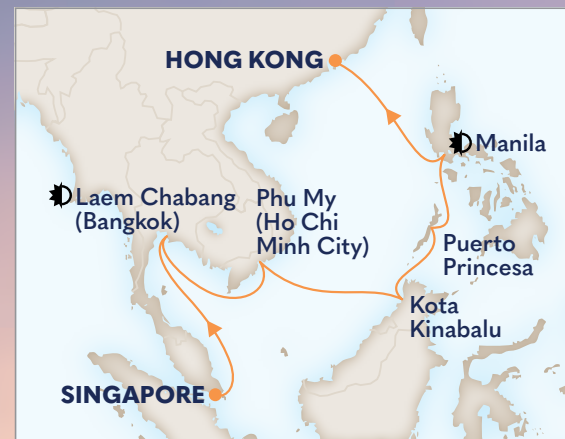 HONG KONG
Manila
Laem Chabang
(Bangkok)
Phu My
(Ho Chi
Minh City)
Puerto
Princesa
Kota
Kinabalu
SINGAPORE